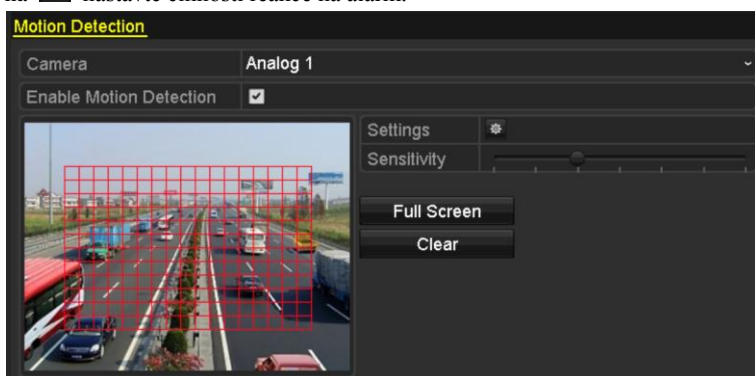 Motion Detection
Camera Analog 1
Enable Motion Detection
Settings
Sensitivity
Full Screen
Clear